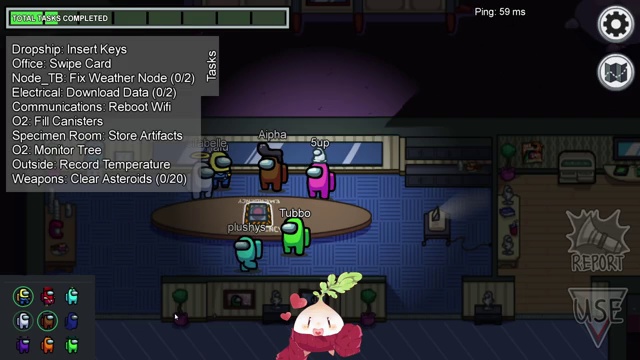 TOTAL TASKS COMPLETED
Ping: 59 ms
Dropship: Insert Keys
Office: Swipe Card
Node_TB: Fix Weather Node (0/2)
Electrical: Download Data (0/2)
Communications: Reboot Wifi
O2: Fill Canisters
Specimen Room: Store Artifacts
O2: Monitor Tree
Outside: Record Temperature
Weapons: Clear Asteroids (0/20)
Tasks
Aipha
5up
Tubbo
plushys
REPORT
USE